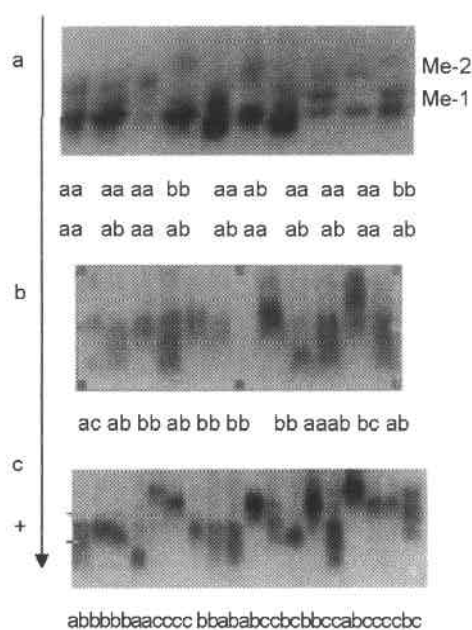 a
Me-2
Me-1
aa aa aa bb aa ab aa aa aa bb
aa ab aa ab ab aa ab ab aa ab
b
ac ab bb ab bb bb bb aaab bc ab
c
+
abbbbbaacccc bbababccbcbbccabccccbc